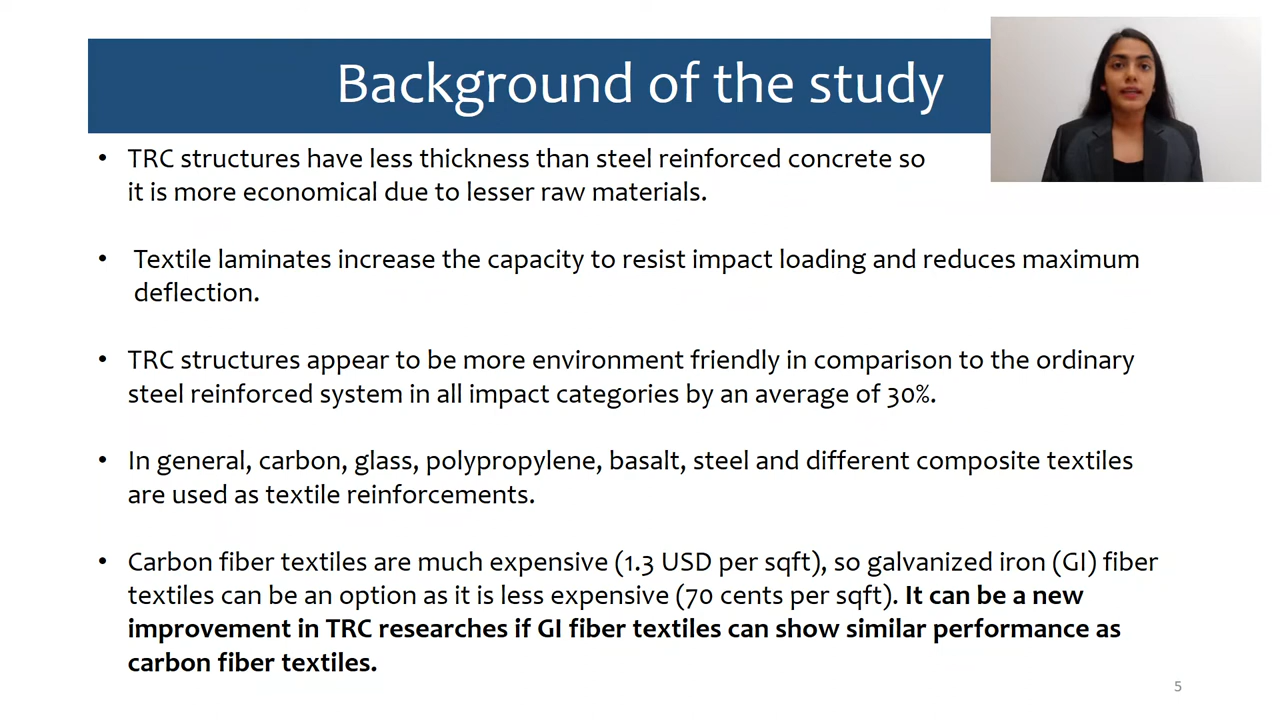 Background of the study
• TRC structures have less thickness than steel reinforced concrete so
it is more economical due to lesser raw materials.
• Textile laminates increase the capacity to resist impact loading and reduces maximum
deflection.
• TRC structures appear to be more environment friendly in comparison to the ordinary
steel reinforced system in all impact categories by an average of 30%.
• In general, carbon, glass, polypropylene, basalt, steel and different composite textiles
are used as textile reinforcements.
• Carbon fiber textiles are much expensive (1.3 USD per sqft), so galvanized iron (GI) fiber
textiles can be an option as it is less expensive (70 cents per sqft). It can be a new
improvement in TRC researches if GI fiber textiles can show similar performance as
carbon fiber textiles.
5